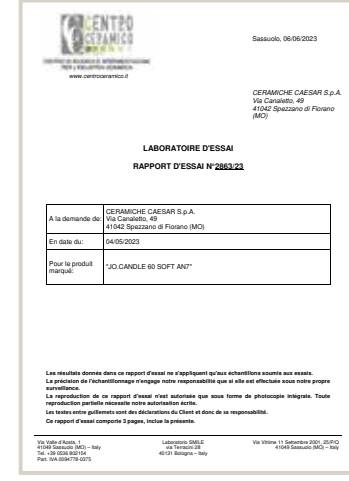 CENTRO
CERAMICO
www.centroceramico.it
Sassuolo, 06/06/2023
CERAMICHE CAESAR S.p.A.
Via Canaletto, 49
41042 Spezzano di Fiorano
(MO)
LABORATOIRE D'ESSAI
RAPPORT D'ESSAI N°2863/23
A la demande de:
CERAMICHE CAESAR S.p.A.
Via Canaletto, 49
41042 Spezzano di Fiorano (MO)
En date du:
04/05/2023
Pour le produit
marqué:
"JO.CANDLE 60 SOFT AN7"
Les résultats donnés dans ce rapport d'essai ne s'appliquent qu'aux échantillons soumis aux essais.
La précision de l'échantillonnage n'engage notre responsabilité que si elle est effectuée sous notre propre
surveillance.
La reproduction de ce rapport d'essai n'est autorisée que sous forme de photocopie intégrale. Toute
reproduction partielle nécessite notre autorisation écrite.
Les textes entre guillemets sont des déclarations du Client et donc de sa responsabilité.
Ce rapport d'essai comporte 3 pages, inclue la présente.
Via Valle d'Aosta, 1
41049 Sassuolo (MO) – Italy
Tel. +39 0536 802154
Part. IVA 0094778-0375
Laboratorio SMILE
via Terracini 28
40131 Bologna – Italy
Via Vittime 11 Settembre 2001, 25/P/Q
41049 Sassuolo (MO) – Italy